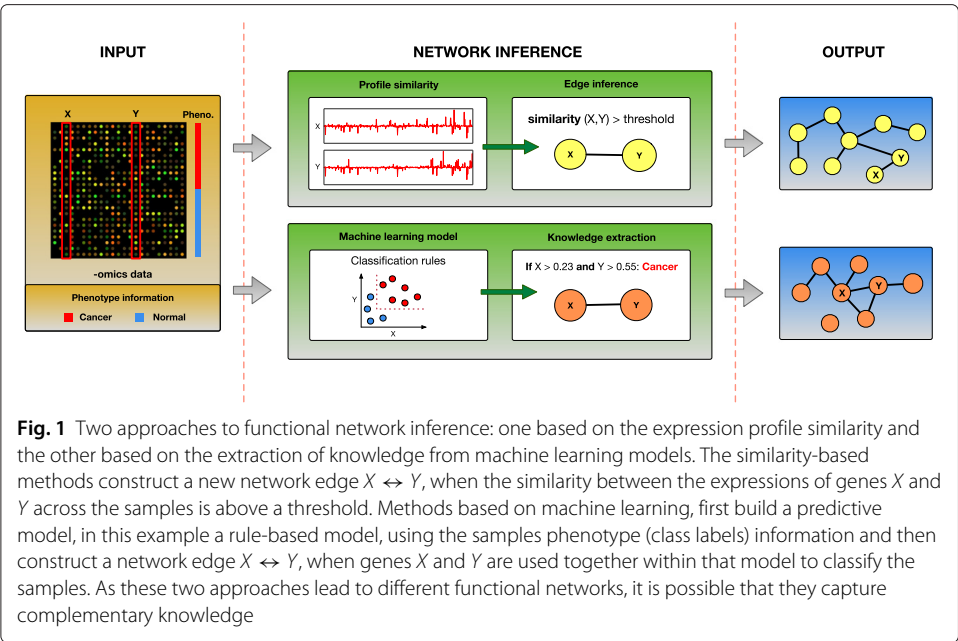 INPUT
NETWORK INFERENCE
OUTPUT
X Y Pheno.
-omics data
Phenotype information
Cancer Normal
Profile similarity
X
Y
Edge inference
similarity (X,Y) > threshold
X Y
Machine learning model
Classification rules
Y
X
Knowledge extraction
If X > 0.23 and Y > 0.55: Cancer
X Y
Y
X
X Y
Fig. 1 Two approaches to functional network inference: one based on the expression profile similarity and
the other based on the extraction of knowledge from machine learning models. The similarity-based
methods construct a new network edge X ↔ Y, when the similarity between the expressions of genes X and
Y across the samples is above a threshold. Methods based on machine learning, first build a predictive
model, in this example a rule-based model, using the samples phenotype (class labels) information and then
construct a network edge X ↔ Y, when genes X and Y are used together within that model to classify the
samples. As these two approaches lead to different functional networks, it is possible that they capture
complementary knowledge